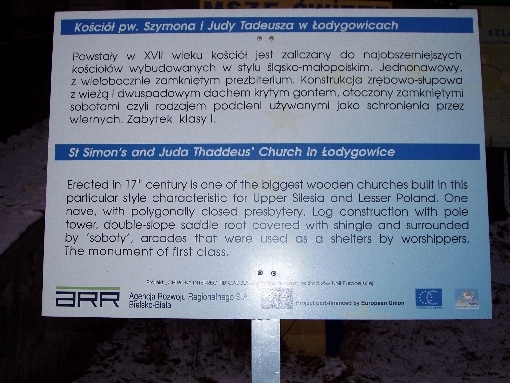 MSZE ŚWIĘTE
Kościół pw. Szymona i Judy Tadeusza w Łodygowicach
Powstały w XVII wieku kościół jest zaliczany do najobszerniejszych
kościołów wybudowanych w stylu śląsko-małopolskim. Jednonawowy,
z wielobocznie zamkniętym prezbiterium. Konstrukcja zrębowo-słupowa
z wieżą i dwuspadowym dachem krytym gontem, otoczony zamkniętymi
sobotami czyli rodzajem podcieni używanymi jako schronienia przez
wiernych. Zabytek klasy I.
St Simon's and Juda Thaddeus' Church in Łodygowice
Erected in 17th century is one of the biggest wooden churches built in this
particular style characteristic for Upper Silesia and Lesser Poland. One
nave, with polygonally closed presbytery. Log construction with pole
tower, double-slope saddle roof covered with shingle and surrounded
by 'soboty', arcades that were used as a shelters by worshippers.
The monument of first class.
ARR
Agencja Rozwoju Regionalnego S.A.
Bielsko-Biała
Project part-financed by European Union